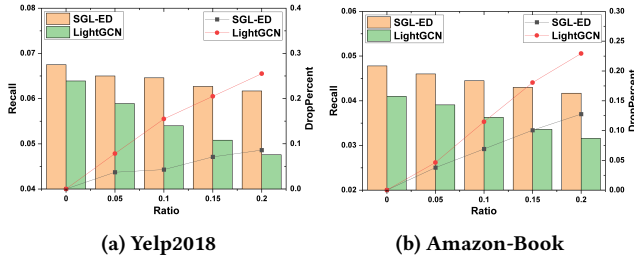 (a)
SGL-ED
LightGCN
SGL-ED
LightGCN
0.08
0.07
0.06
0.05
0.04
Recall
0.4
0.3
0.2
0.1
0.0
DropPercent
0 0.05 0.1 0.15 0.2
Ratio
(a) Yelp2018
(b)
SGL-ED
LightGCN
SGL-ED
LightGCN
0.06
0.05
0.04
0.03
0.02
Recall
0.30
0.25
0.20
0.15
0.10
0.05
0.00
DropPercent
0 0.05 0.1 0.15 0.2
Ratio
(b) Amazon-Book